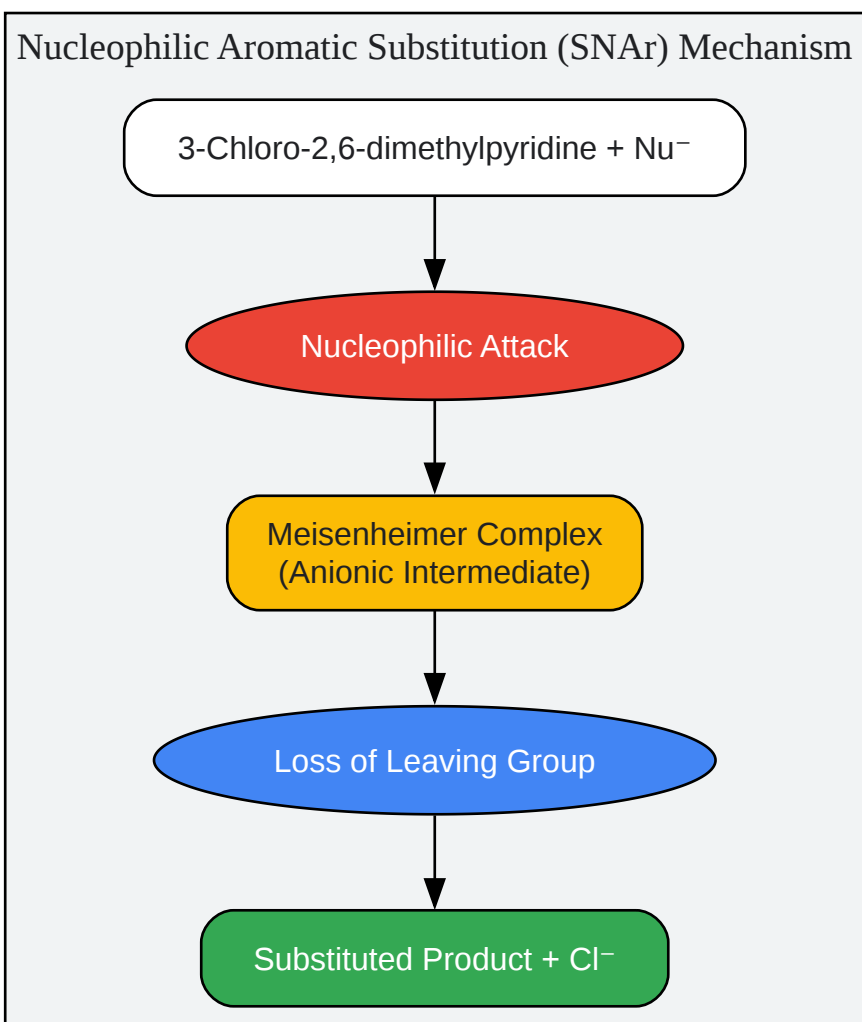 Nucleophilic Aromatic Substitution (SNAr) Mechanism
3-Chloro-2,6-dimethylpyridine + Nu⁻
Nucleophilic Attack
Meisenheimer Complex
(Anionic Intermediate)
Loss of Leaving Group
Substituted Product + Cl⁻